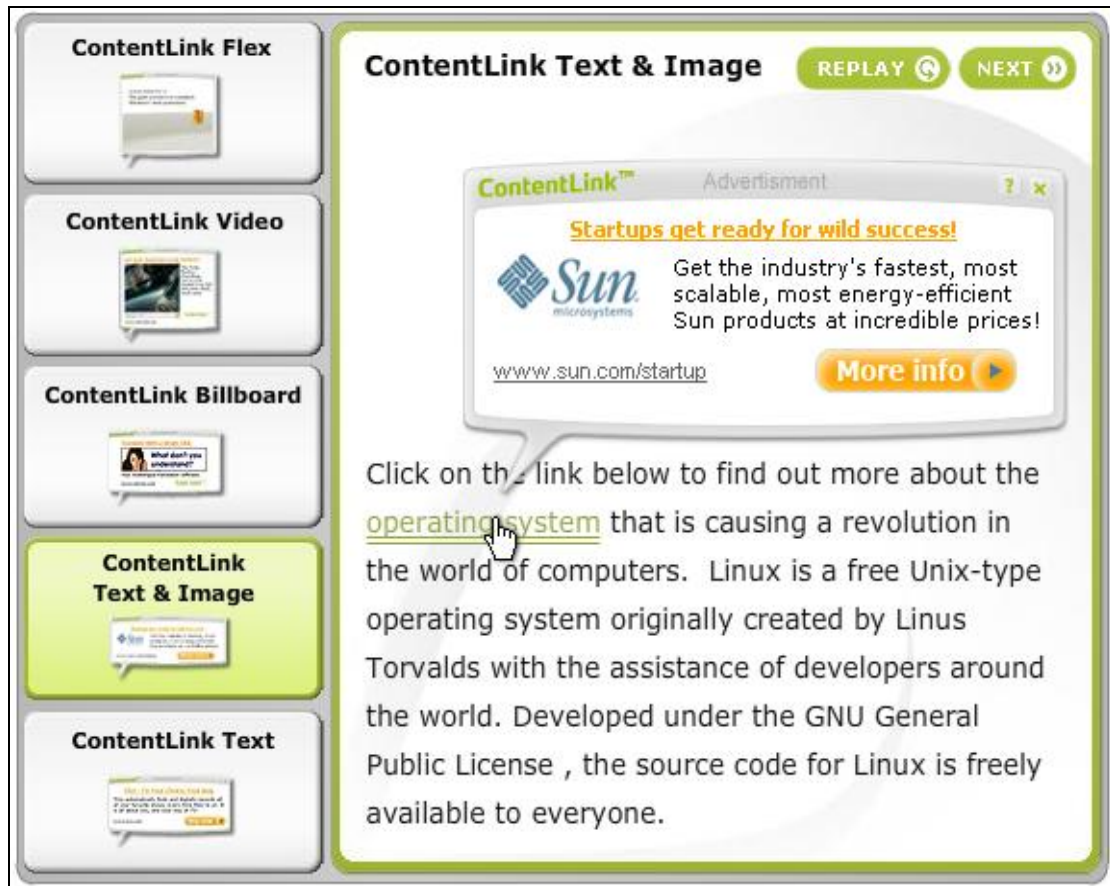 ContentLink Flex
ContentLink Video
ContentLink Billboard
What don't you
understand?
ContentLink
Text & Image
ContentLink Text
ContentLink Text & Image
REPLAY
NEXT
ContentLink™ Advertisment ? x
Startups get ready for wild success!
Sun
microsystems
Get the industry's fastest, most
scalable, most energy-efficient
Sun products at incredible prices!
www.sun.com/startup
More info
Click on the link below to find out more about the
operating system that is causing a revolution in
the world of computers. Linux is a free Unix-type
operating system originally created by Linus
Torvalds with the assistance of developers around
the world. Developed under the GNU General
Public License , the source code for Linux is freely
available to everyone.